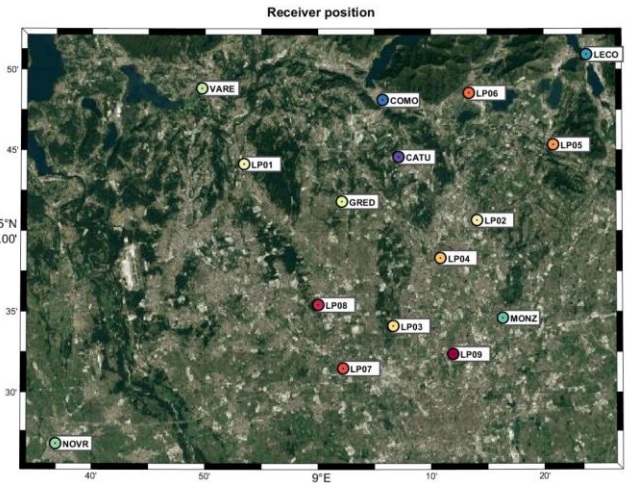 Receiver position
LECO
50'
VARE
LP06
COMO
45'
LP05
CATU
LP01
GRED
LP02
5°N
00'
LP04
35'
LP08
MONZ
LP03
LP09
30'
LP07
NOVR
40'
50'
9°E
10'
20'